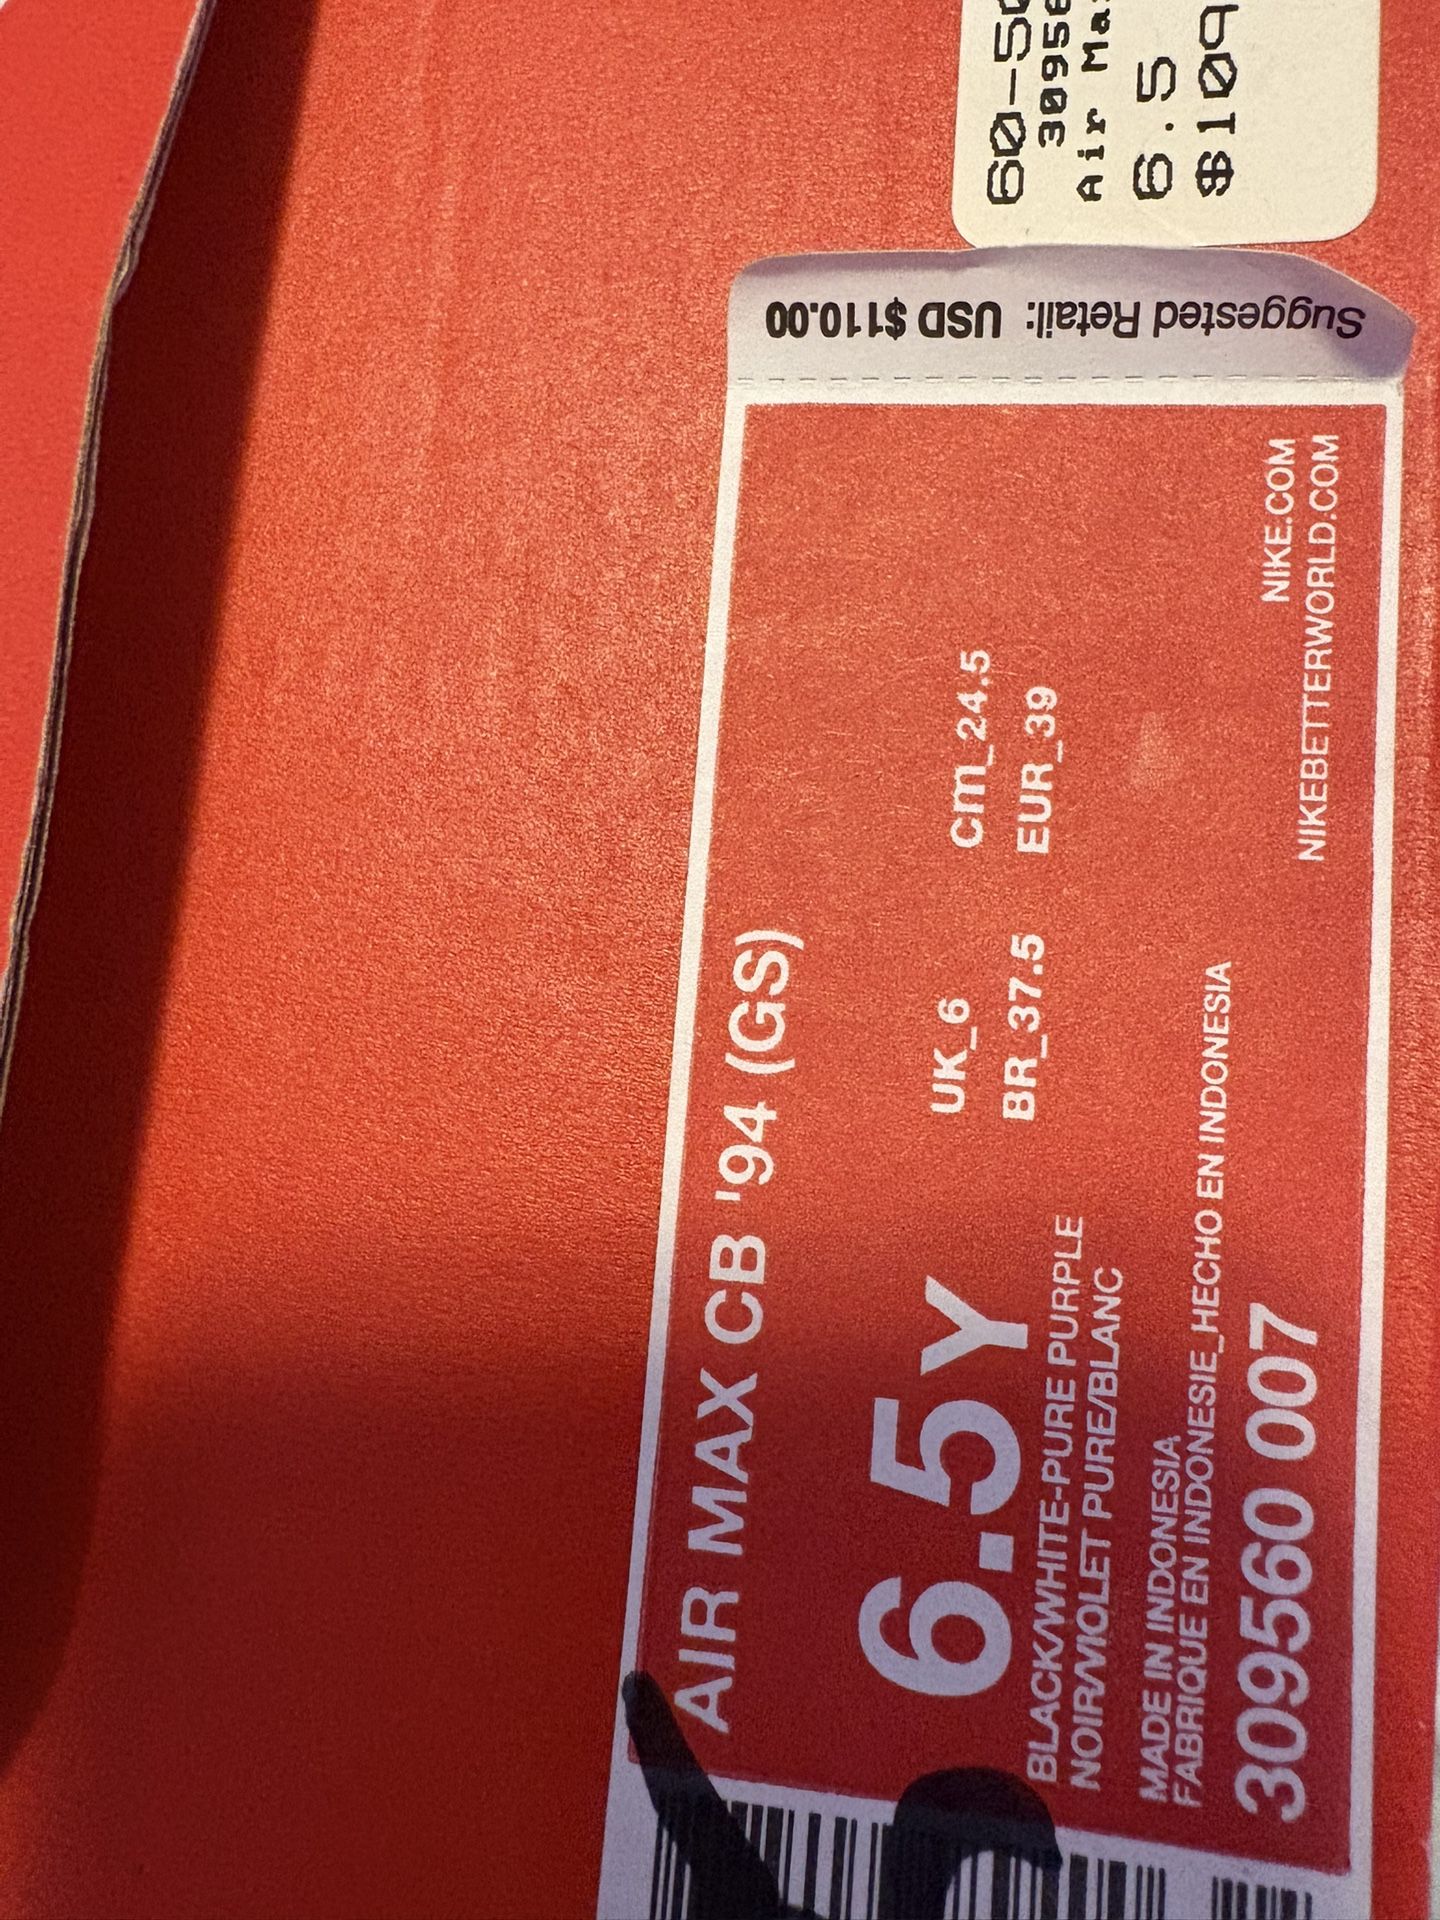 AIR MAX CB '94 (GS)
6.5Y
UK_6
cm_24.5
BR_37.5
EUR_39
BLACK/WHITE-PURE PURPLE
NOIR/VIOLET PURE/BLANC
MADE IN INDONESIA
FABRIQUE EN INDONESIE_HECHO EN INDONESIA
309560 007
NIKE.COM
NIKEBETTERWORLD.COM
Suggested Retail: USD $110.00
Air
6.5